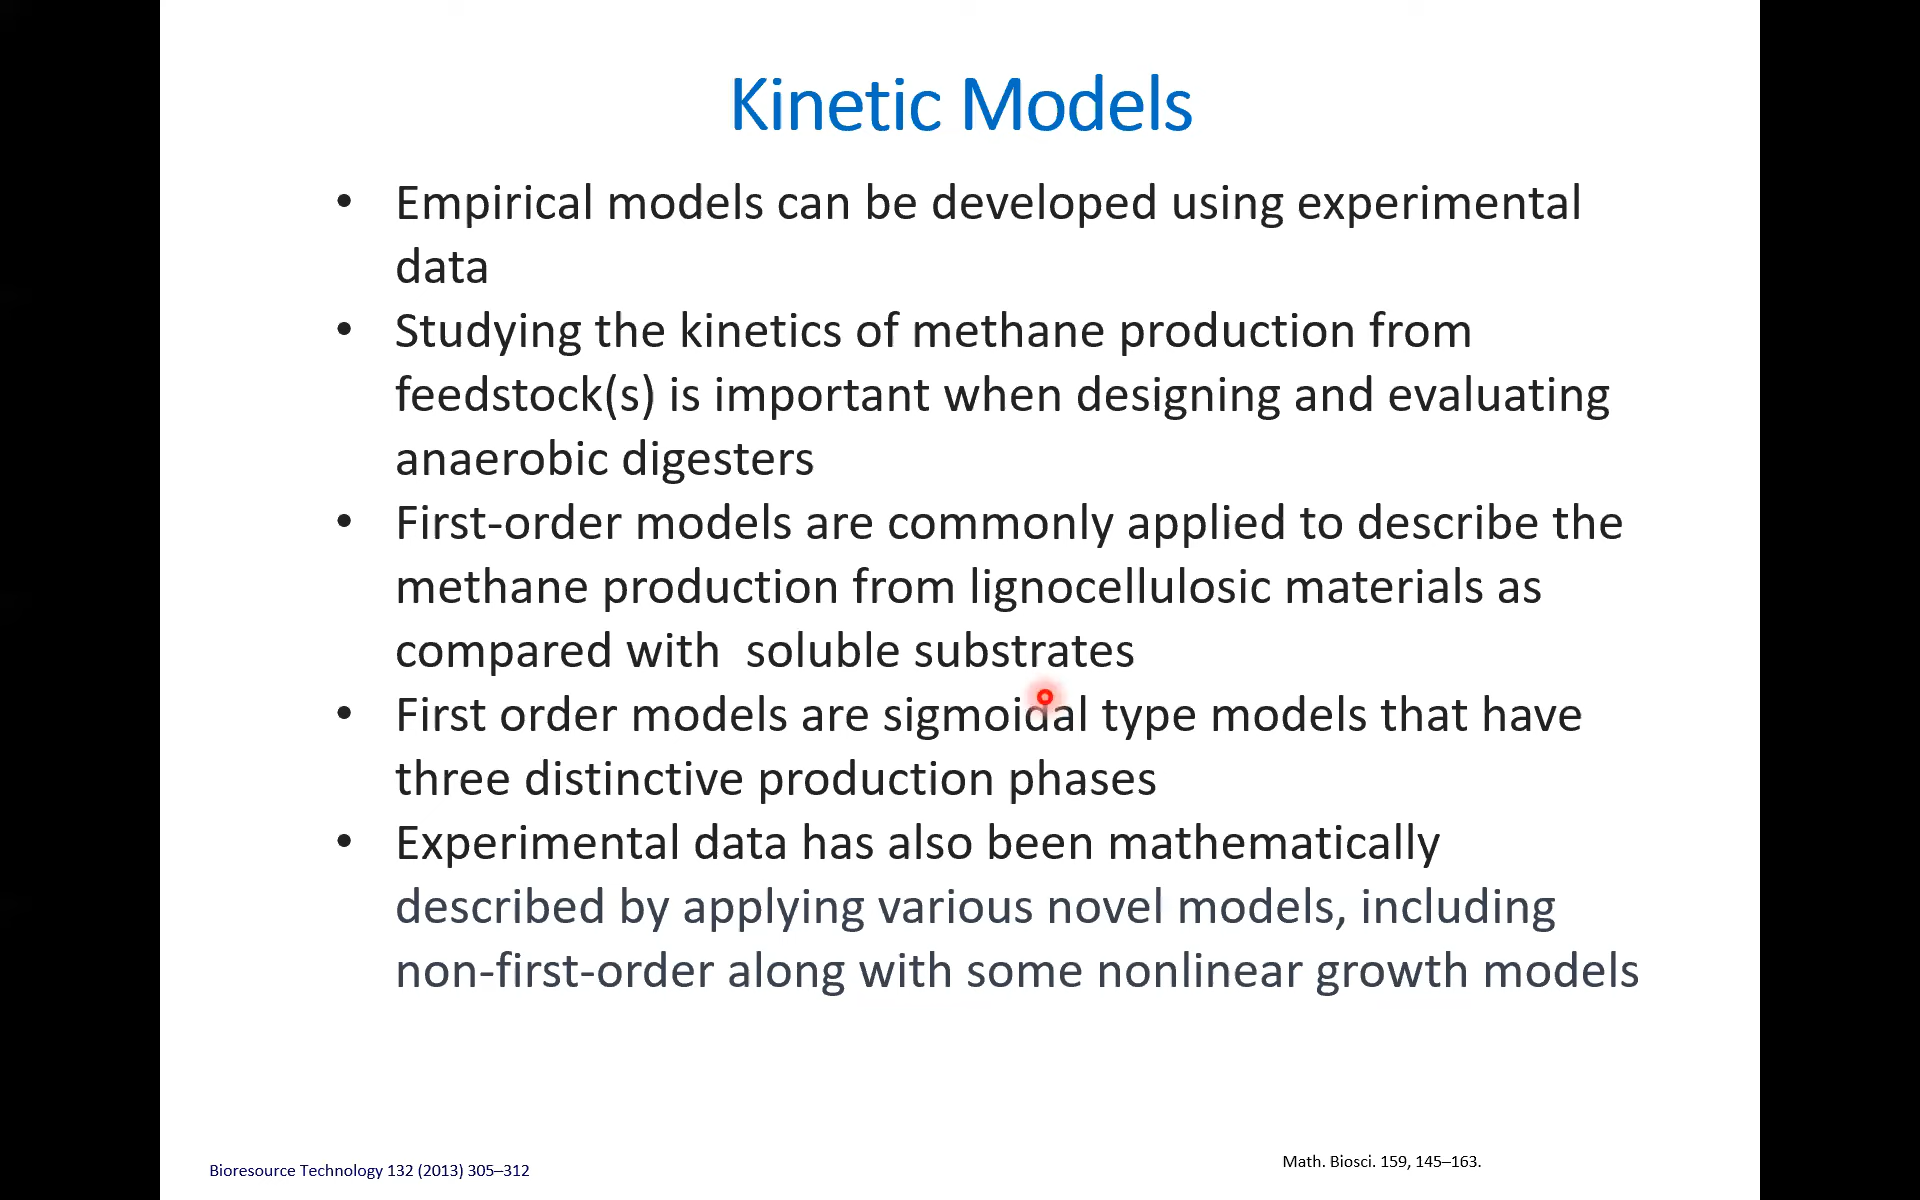 Kinetic Models
• Empirical models can be developed using experimental
data
• Studying the kinetics of methane production from
feedstock(s) is important when designing and evaluating
anaerobic digesters
• First-order models are commonly applied to describe the
methane production from lignocellulosic materials as
compared with  soluble substrates
• First order models are sigmoidal type models that have
three distinctive production phases
• Experimental data has also been mathematically
described by applying various novel models, including
non-first-order along with some nonlinear growth models
Bioresource Technology 132 (2013) 305–312
Math. Biosci. 159, 145–163.